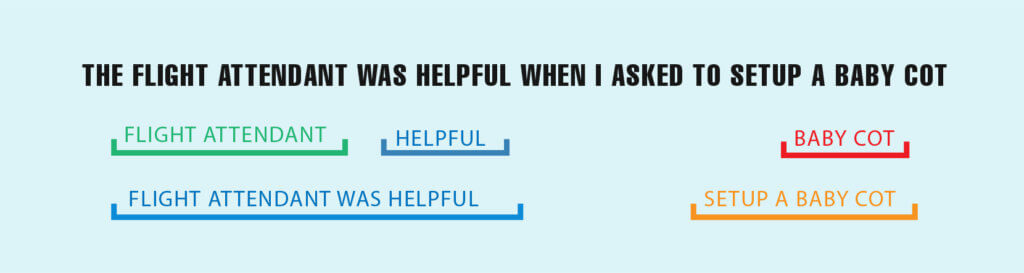 THE FLIGHT ATTENDANT WAS HELPFUL WHEN I ASKED TO SETUP A BABY COT
FLIGHT ATTENDANT HELPFUL BABY COT
FLIGHT ATTENDANT WAS HELPFUL SETUP A BABY COT